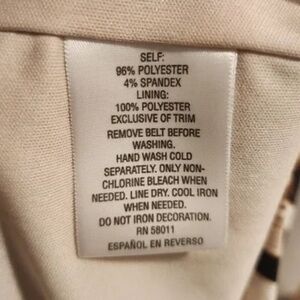 SELF:
96% POLYESTER
4% SPANDEX
LINING:
100% POLYESTER
EXCLUSIVE OF TRIM
REMOVE BELT BEFORE
WASHING.
HAND WASH COLD
SEPARATELY. ONLY NON-
CHLORINE BLEACH WHEN
NEEDED. LINE DRY. COOL IRON
WHEN NEEDED.
DO NOT IRON DECORATION.
RN 58011
ESPAÑOL EN REVERSO